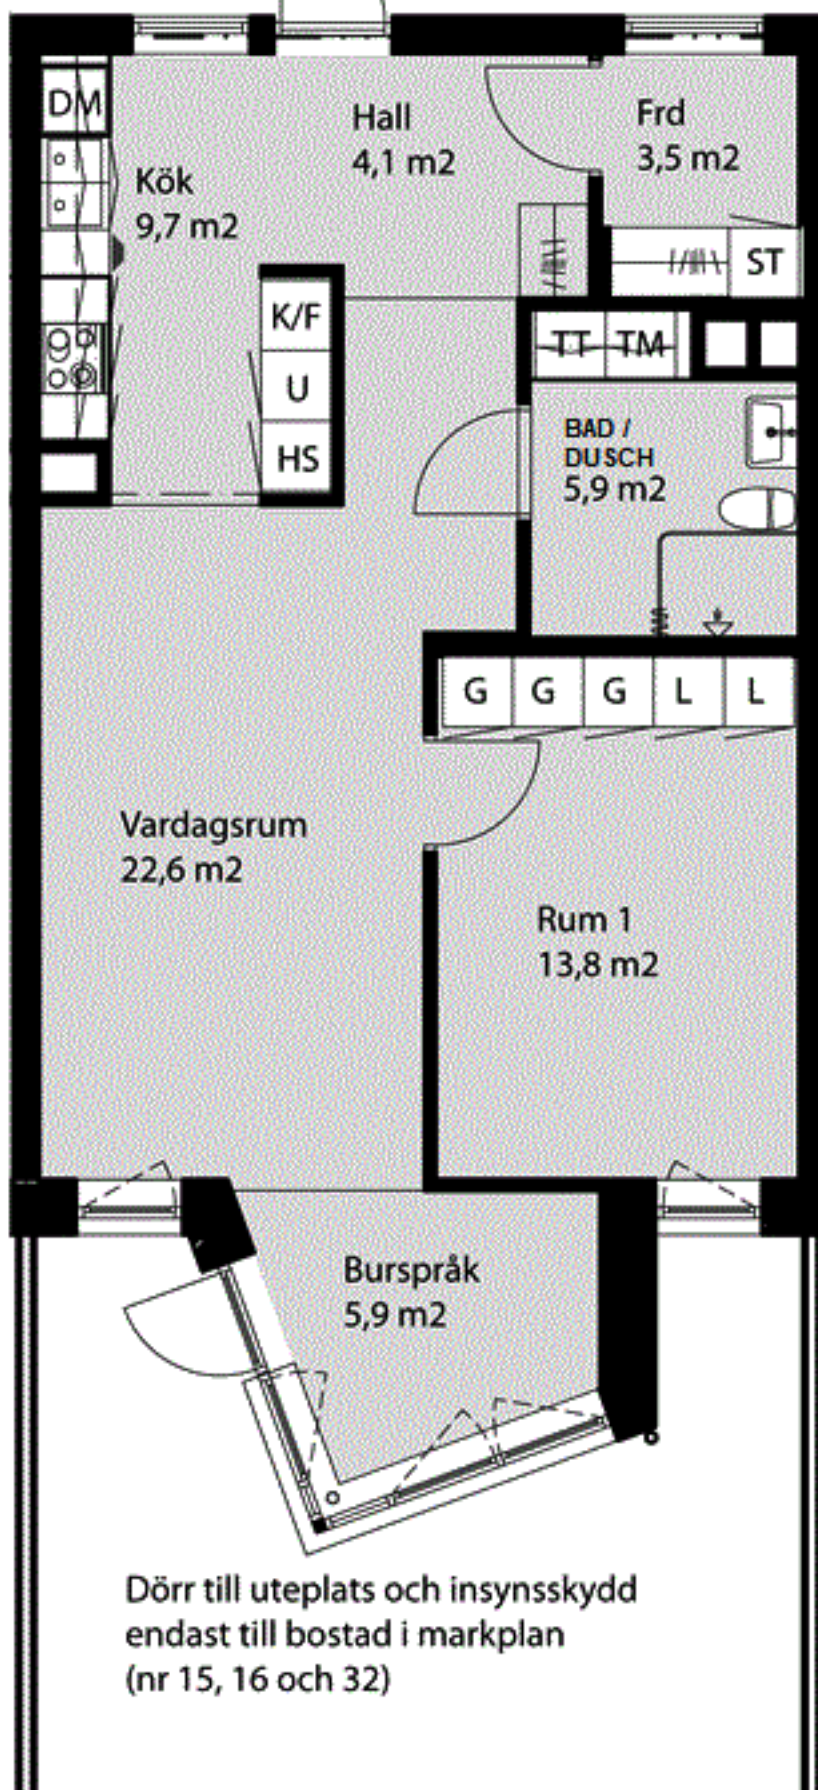 DM
Hall
4,1 m2
Frd
3,5 m2
Kök
9,7 m2
ST
K/F
U
HS
TT TM
BAD /
DUSCH
5,9 m2
G G G L L
Vardagsrum
22,6 m2
Rum 1
13,8 m2
Burspråk
5,9 m2
Dörr till uteplats och insynsskydd
endast till bostad i markplan
(nr 15, 16 och 32)